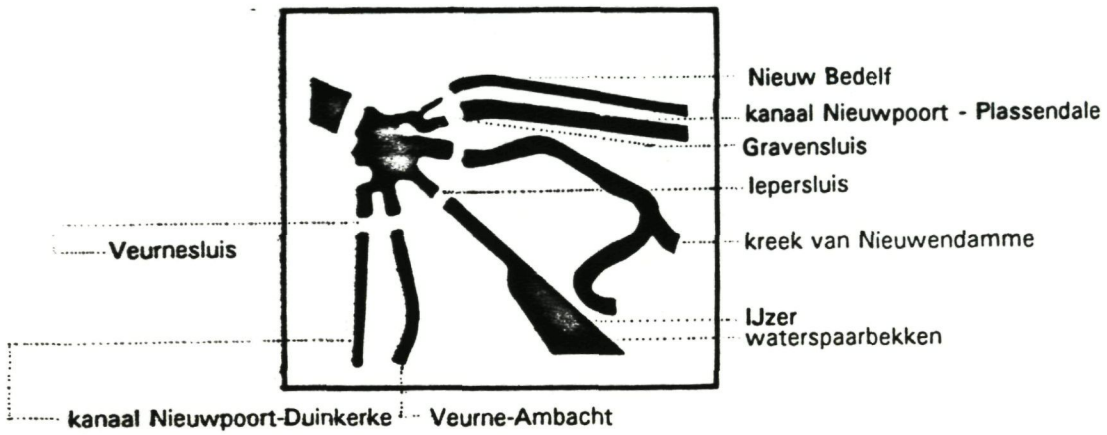 Nieuw Bedelf
kanaal Nieuwpoort - Plassendale
Gravensluis
Iepersluis
Veurnesluis
kreek van Nieuwendamme
IJzer
waterspaarbekken
kanaal Nieuwpoort-Duinkerke
Veurne-Ambacht